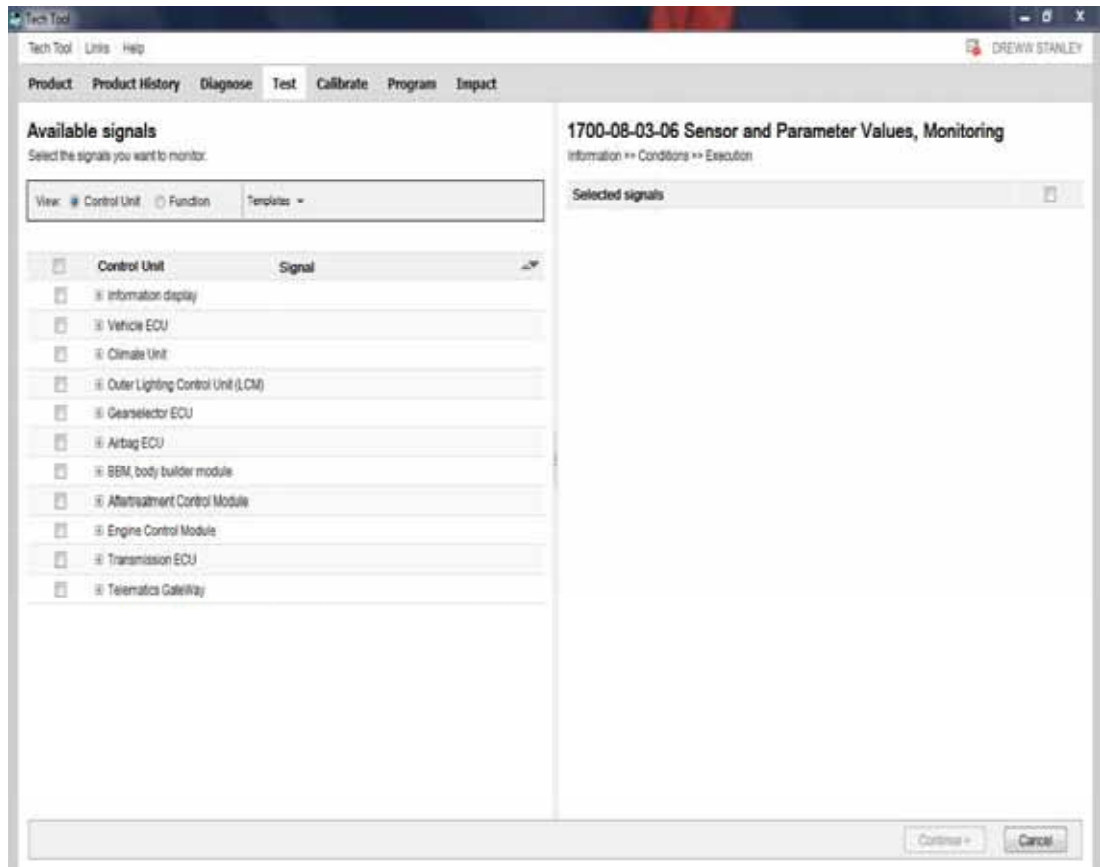 Tech Tool
Tech Tool Links Help
DREWW STANLEY
Product Product History Diagnose Test Calibrate Program Impact
Available signals
Select the signals you want to monitor.
View: Control Unit Function Templates
Control Unit Signal
Information display
Vehicle ECU
Climate Unit
Outer Lighting Control Unit (LCM)
Gearselector ECU
Airbag ECU
BBM, body builder module
Aftertreatment Control Module
Engine Control Module
Transmission ECU
Telematics GateWay
1700-08-03-06 Sensor and Parameter Values, Monitoring
Information >> Conditions >> Execution
Selected signals
Continue >
Cancel